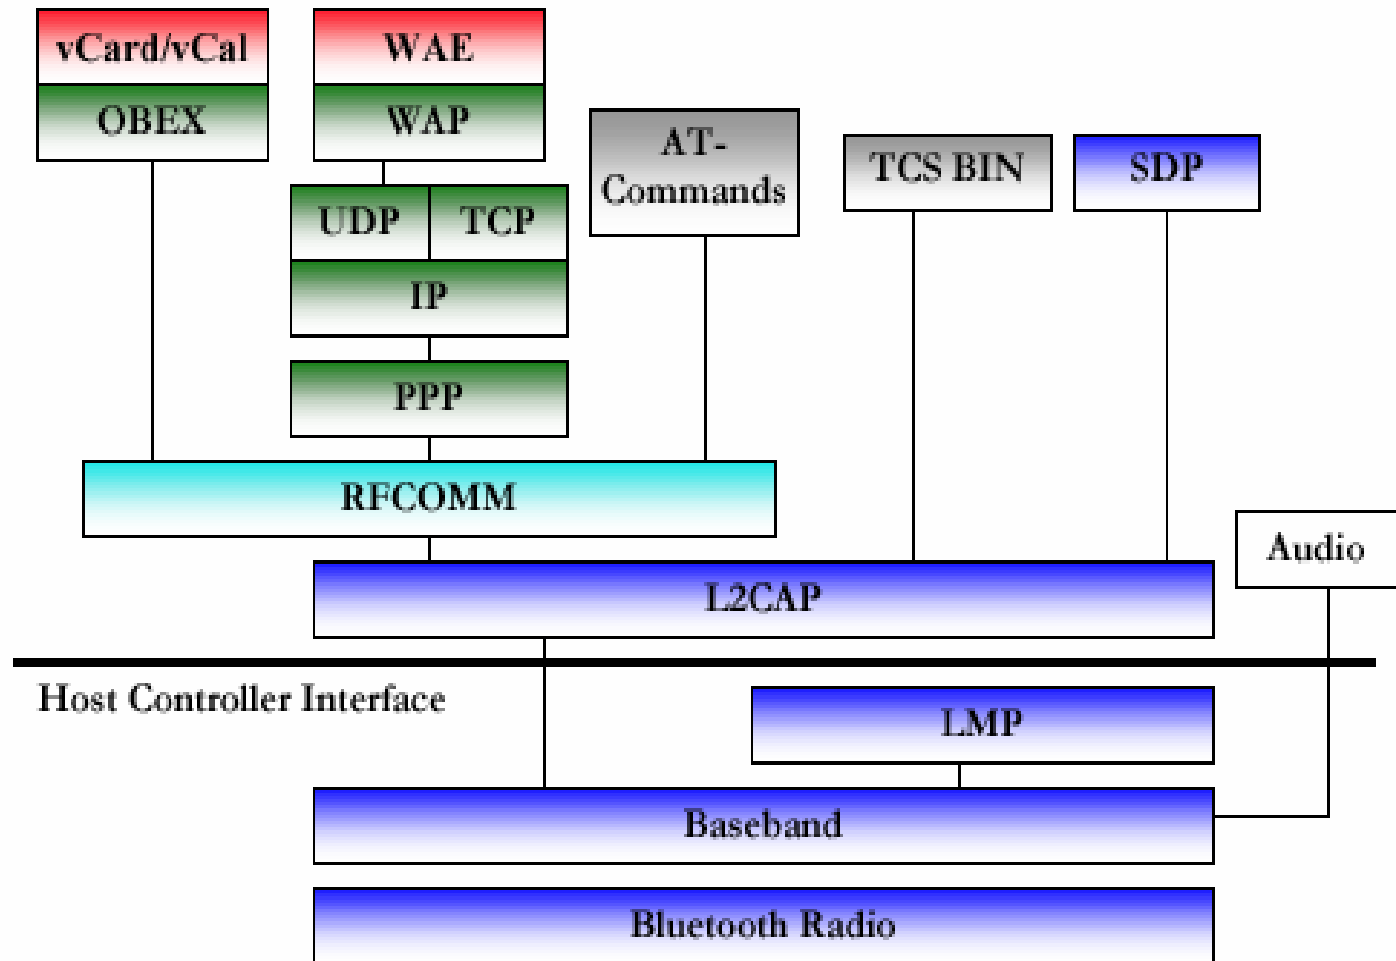 vCard/vCal
WAE
OBEX
WAP
AT-
Commands
TCS BIN
SDP
UDP
TCP
IP
PPP
RFCOMM
Audio
L2CAP
Host Controller Interface
LMP
Baseband
Bluetooth Radio